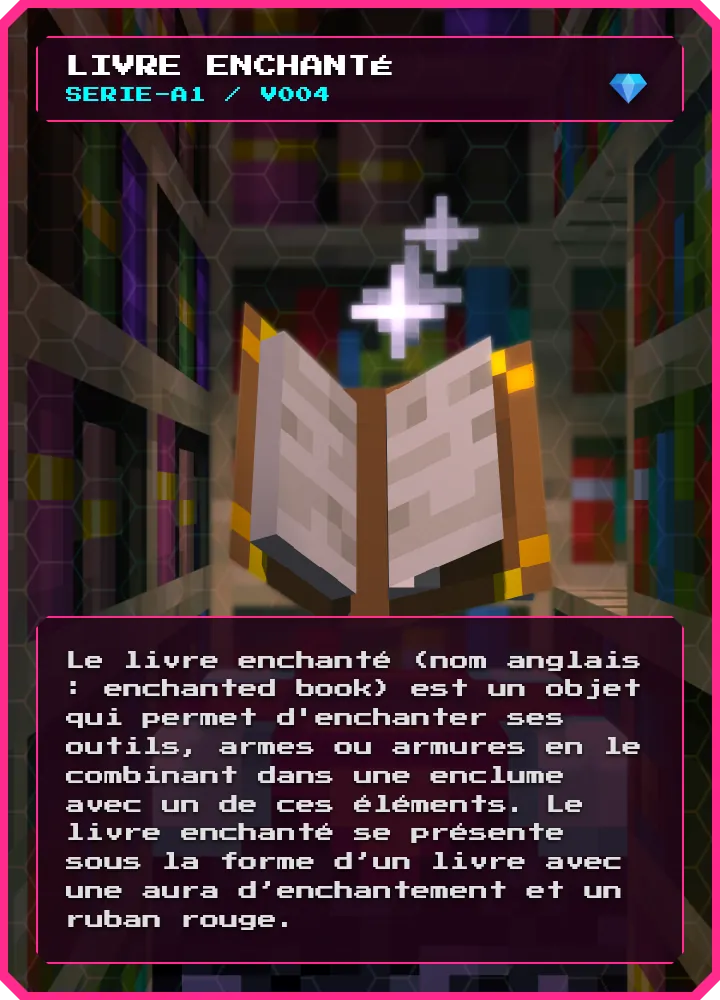 LIVRE ENCHANTé
SERIE-A1 / V004
Le livre enchanté (nom anglais
: enchanted book) est un objet
qui permet d'enchanter ses
outils, armes ou armures en le
combinant dans une enclume
avec un de ces éléments. Le
livre enchanté se présente
sous la forme d’un livre avec
une aura d’enchantement et un
ruban rouge.